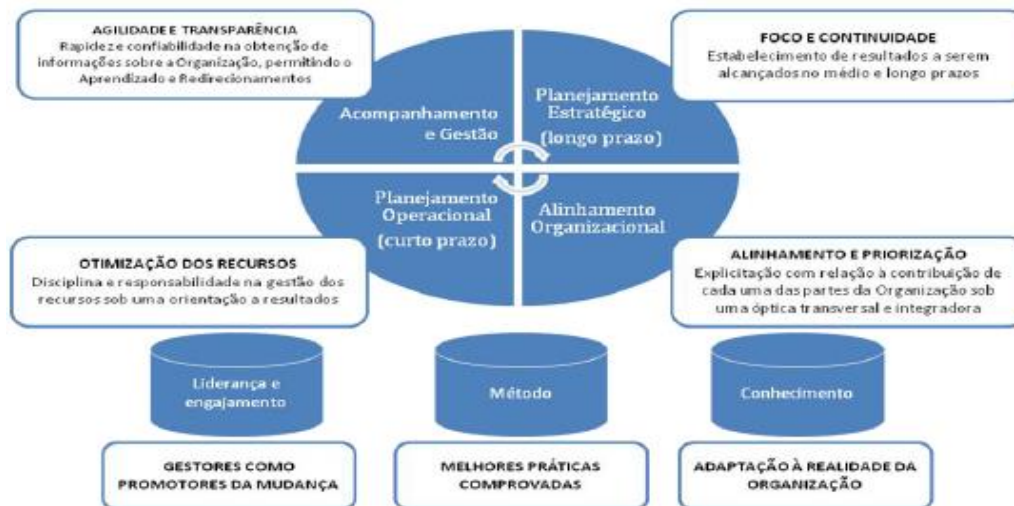 AGILIDADE E TRANSPARÊNCIA
Rapidez e confiabilidade na obtenção de
informações sobre a Organização, permitindo o
Aprendizado e Redirecionamentos
FOCO E CONTINUIDADE
Estabelecimento de resultados a serem
alcançados no médio e longo prazos
Acompanhamento
e Gestão
Planejamento
Estratégico
(longo prazo)
Planejamento
Operacional
(curto prazo)
Alinhamento
Organizacional
OTIMIZAÇÃO DOS RECURSOS
Disciplina e responsabilidade na gestão dos
recursos sob uma orientação a resultados
ALINHAMENTO E PRIORIZAÇÃO
Explicitação com relação à contribuição de
cada uma das partes da Organização sob
uma óptica transversal e integradora
Liderança e
engajamento
Método
Conhecimento
GESTORES COMO
PROMOTORES DA MUDANÇA
MELHORES PRÁTICAS
COMPROVADAS
ADAPTAÇÃO À REALIDADE DA
ORGANIZAÇÃO